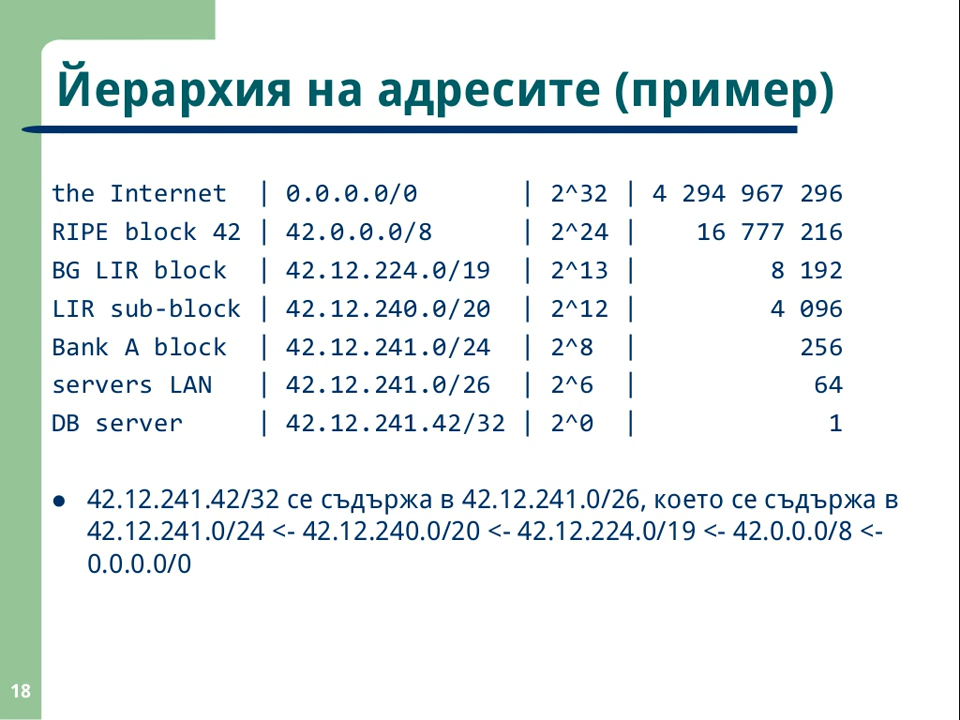 Йерархия на адресите (пример)
the Internet  | 0.0.0.0/0       | 2^32 | 4 294 967 296
RIPE block 42 | 42.0.0.0/8      | 2^24 |    16 777 216
BG LIR block  | 42.12.224.0/19  | 2^13 |         8 192
LIR sub-block | 42.12.240.0/20  | 2^12 |         4 096
Bank A block  | 42.12.241.0/24  | 2^8  |           256
servers LAN   | 42.12.241.0/26  | 2^6  |            64
DB server     | 42.12.241.42/32 | 2^0  |             1
● 42.12.241.42/32 се съдържа в 42.12.241.0/26, което се съдържа в
42.12.241.0/24 <- 42.12.240.0/20 <- 42.12.224.0/19 <- 42.0.0.0/8 <-
0.0.0.0/0
18